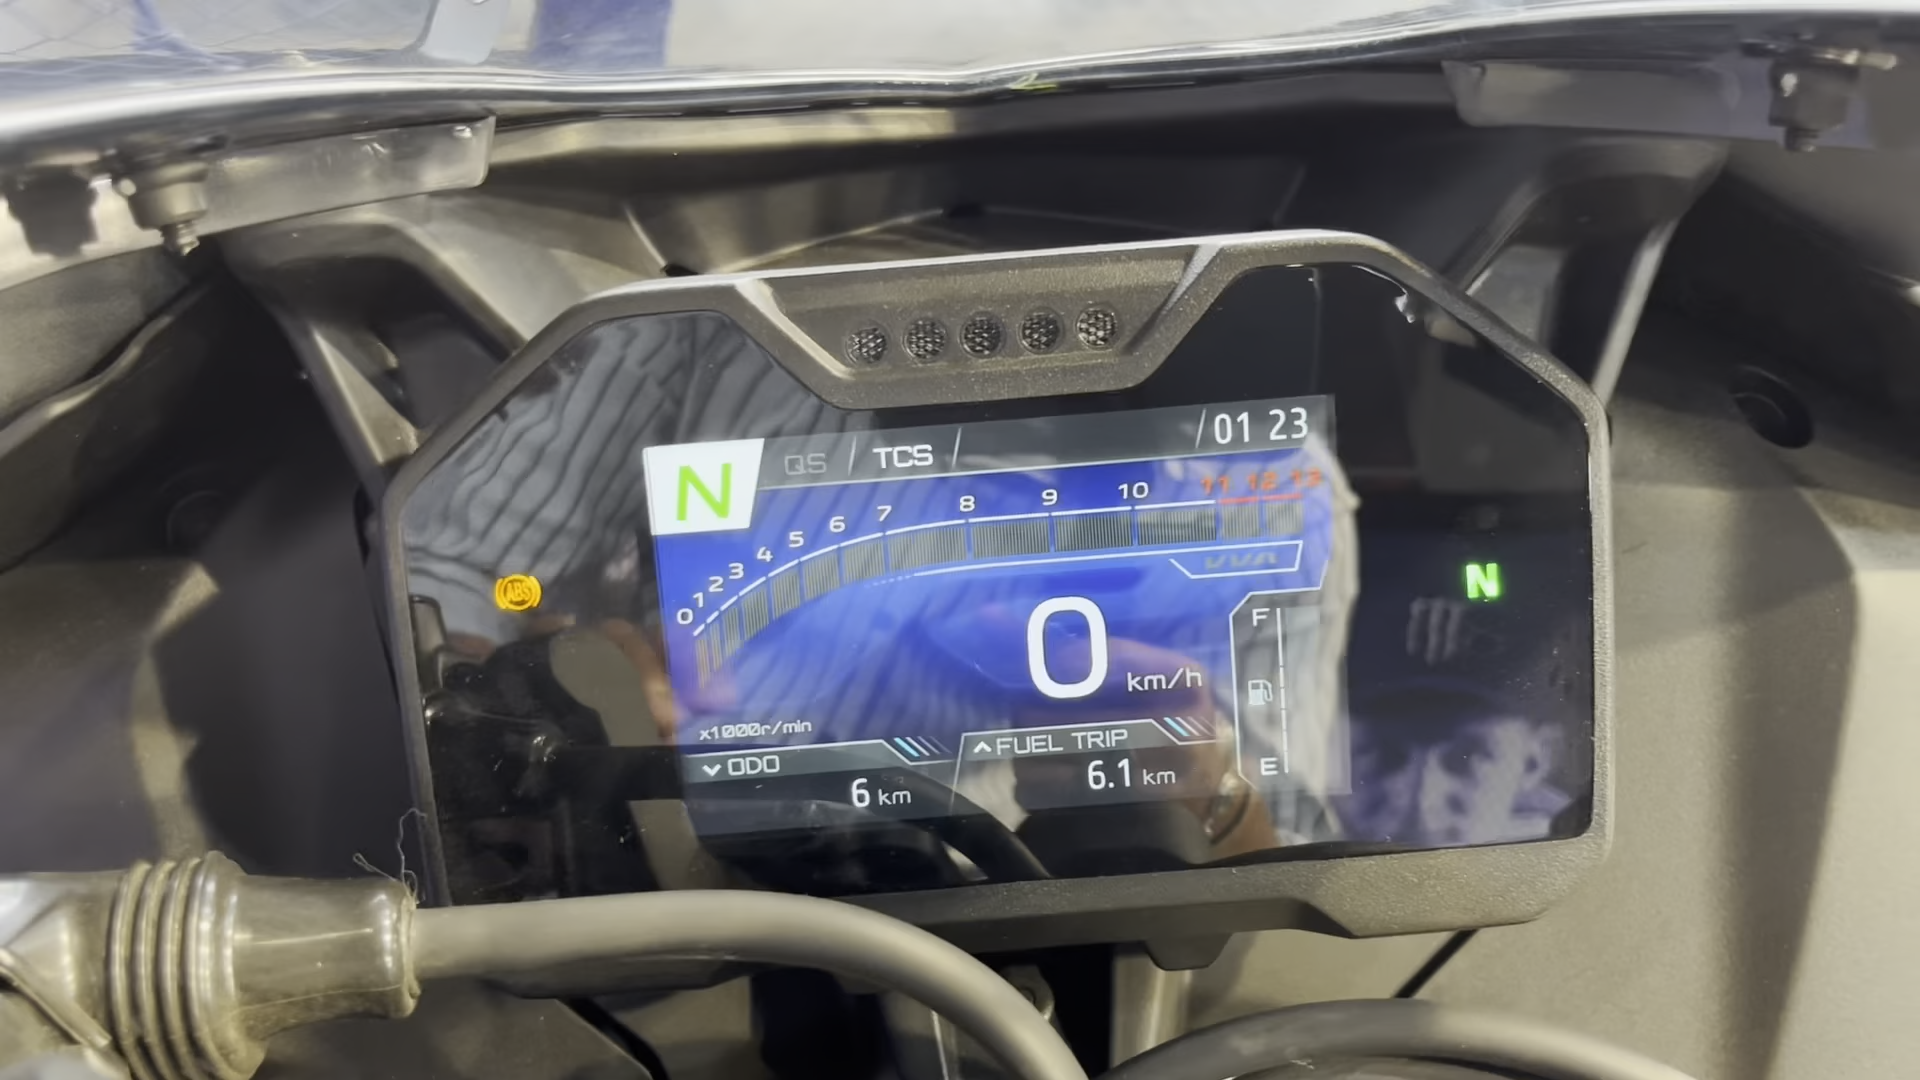 N QS TCS 01 23
0 1 2 3 4 5 6 7 8 9 10 11 12 13
VVA
ABS
N
0 km/h
F
x1000r/min
ODO
FUEL TRIP
E
6 km
6.1 km